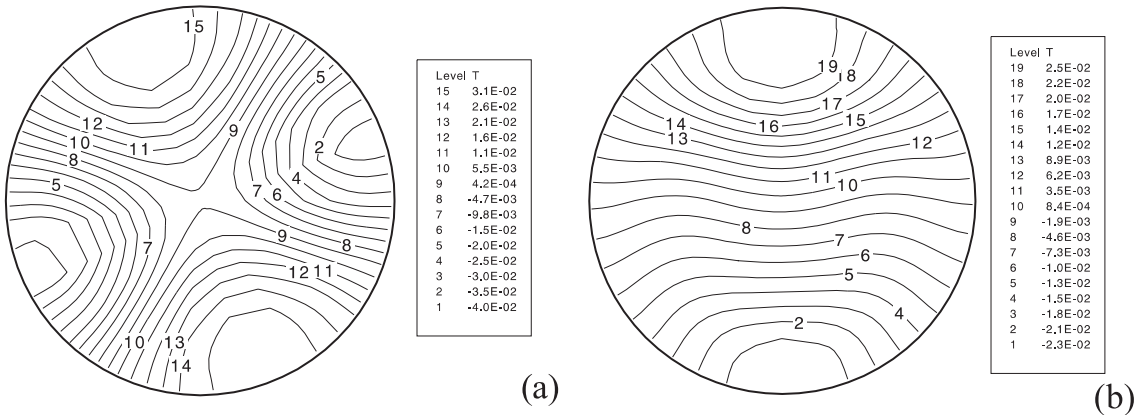 15
5
12
10
11
9
8
2
4
5
7
6
7
9
8
12
11
10
13
14
Level T
15 3.1E-02
14 2.6E-02
13 2.1E-02
12 1.6E-02
11 1.1E-02
10 5.5E-03
9 4.2E-04
8 -4.7E-03
7 -9.8E-03
6 -1.5E-02
5 -2.0E-02
4 -2.5E-02
3 -3.0E-02
2 -3.5E-02
1 -4.0E-02
(a)
19
18
17
16
15
14
13
12
11
10
8
7
6
5
4
2
Level T
19 2.5E-02
18 2.2E-02
17 2.0E-02
16 1.7E-02
15 1.4E-02
14 1.2E-02
13 8.9E-03
12 6.2E-03
11 3.5E-03
10 8.4E-04
9 -1.9E-03
8 -4.6E-03
7 -7.3E-03
6 -1.0E-02
5 -1.3E-02
4 -1.5E-02
3 -1.8E-02
2 -2.1E-02
1 -2.3E-02
(b)